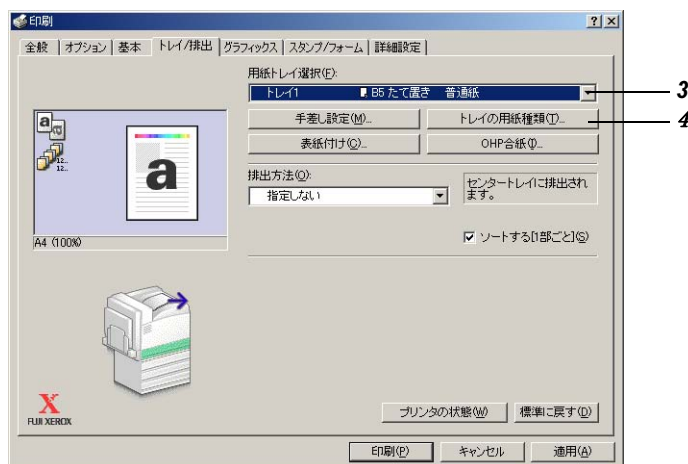 印刷
全般 オプション 基本 トレイ/排出 グラフィックス スタンプ/フォーム 詳細設定
用紙トレイ選択(F):
トレイ1 B5 たて置き 普通紙
3
手差し設定(M)... トレイの用紙種類(T)...
4
表紙付け(C)... OHP合紙(I)...
排出方法(O):
指定しない
センタートレイに排出されます。
ソートする[1部ごと](S)
a
12...
12...
a
A4 (100%)
X
FUJI XEROX
プリンタの状態(W) 標準に戻す(D)
印刷(P) キャンセル 適用(A)